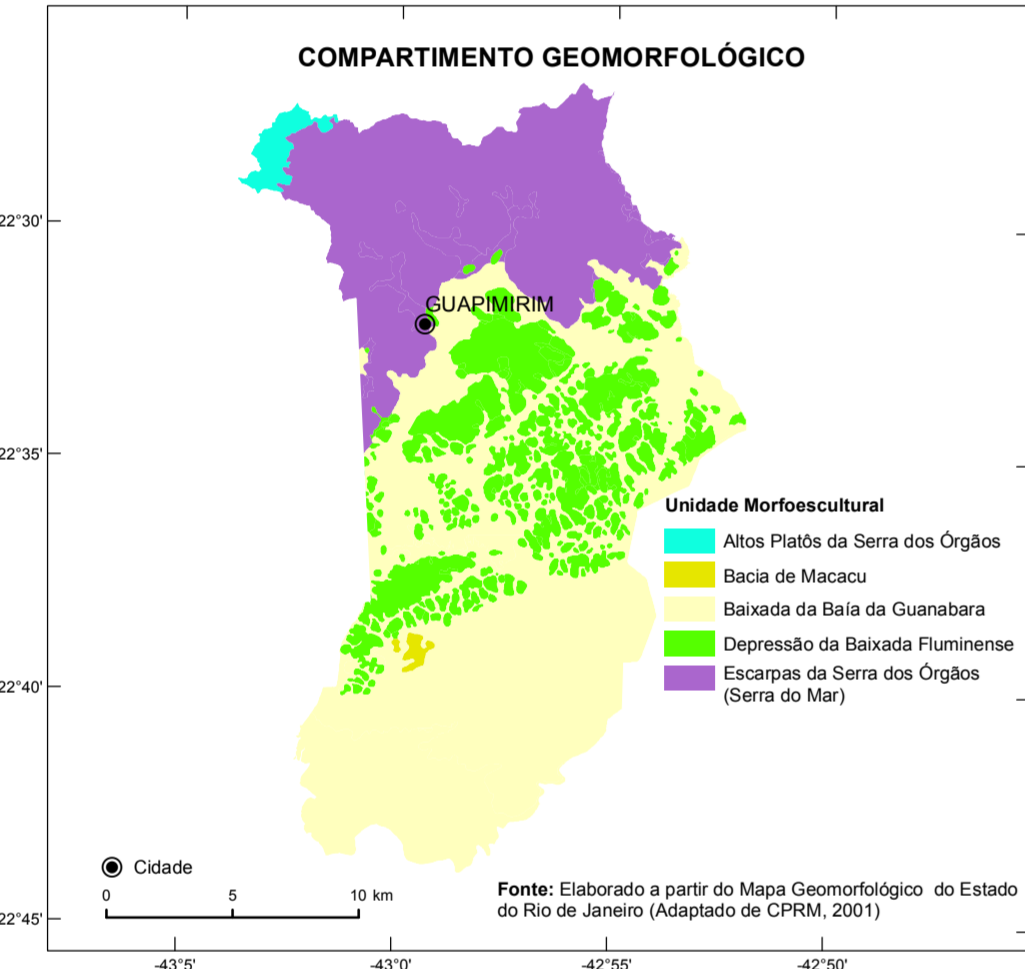 COMPARTIMENTO GEOMORFOLÓGICO
22°30'
GUAPIMIRIM
22°35'
Unidade Morfoescultural
Altos Platôs da Serra dos Órgãos
Bacia de Macacu
Baixada da Baía da Guanabara
Depressão da Baixada Fluminense
Escarpas da Serra dos Órgãos
(Serra do Mar)
22°40'
Cidade
0 5 10 km
Fonte: Elaborado a partir do Mapa Geomorfológico do Estado
do Rio de Janeiro (Adaptado de CPRM, 2001)
22°45'
-43°5' -43°0' -42°55' -42°50'